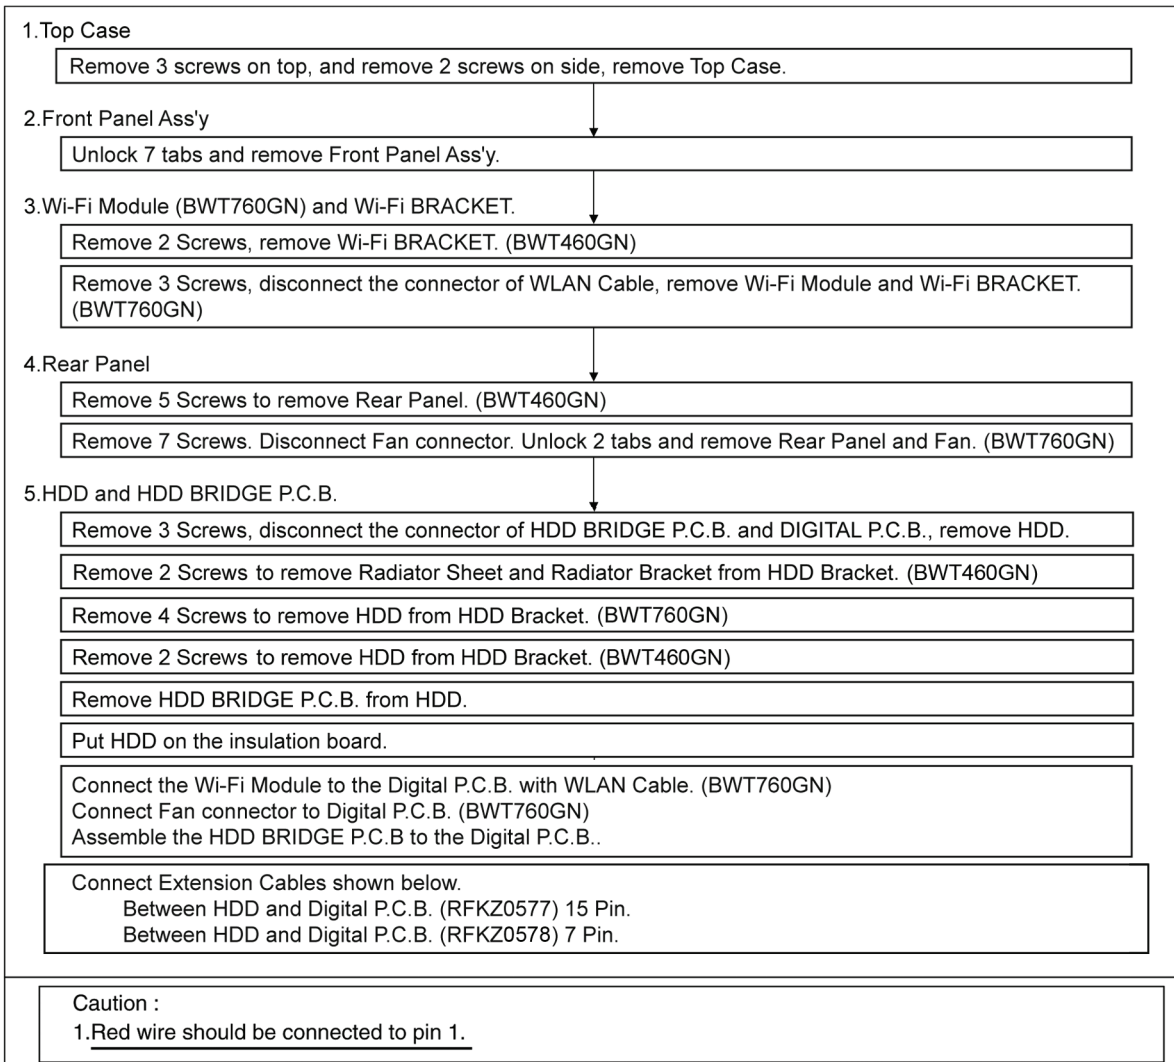 1.Top Case
Remove 3 screws on top, and remove 2 screws on side, remove Top Case.
2.Front Panel Ass'y
Unlock 7 tabs and remove Front Panel Ass'y.
3.Wi-Fi Module (BWT760GN) and Wi-Fi BRACKET.
Remove 2 Screws, remove Wi-Fi BRACKET. (BWT460GN)
Remove 3 Screws, disconnect the connector of WLAN Cable, remove Wi-Fi Module and Wi-Fi BRACKET.
(BWT760GN)
4.Rear Panel
Remove 5 Screws to remove Rear Panel. (BWT460GN)
Remove 7 Screws. Disconnect Fan connector. Unlock 2 tabs and remove Rear Panel and Fan. (BWT760GN)
5.HDD and HDD BRIDGE P.C.B.
Remove 3 Screws, disconnect the connector of HDD BRIDGE P.C.B. and DIGITAL P.C.B., remove HDD.
Remove 2 Screws to remove Radiator Sheet and Radiator Bracket from HDD Bracket. (BWT460GN)
Remove 4 Screws to remove HDD from HDD Bracket. (BWT760GN)
Remove 2 Screws to remove HDD from HDD Bracket. (BWT460GN)
Remove HDD BRIDGE P.C.B. from HDD.
Put HDD on the insulation board.
Connect the Wi-Fi Module to the Digital P.C.B. with WLAN Cable. (BWT760GN)
Connect Fan connector to Digital P.C.B. (BWT760GN)
Assemble the HDD BRIDGE P.C.B to the Digital P.C.B..
Connect Extension Cables shown below.
Between HDD and Digital P.C.B. (RFKZ0577) 15 Pin.
Between HDD and Digital P.C.B. (RFKZ0578) 7 Pin.
Caution :
1.Red wire should be connected to pin 1.